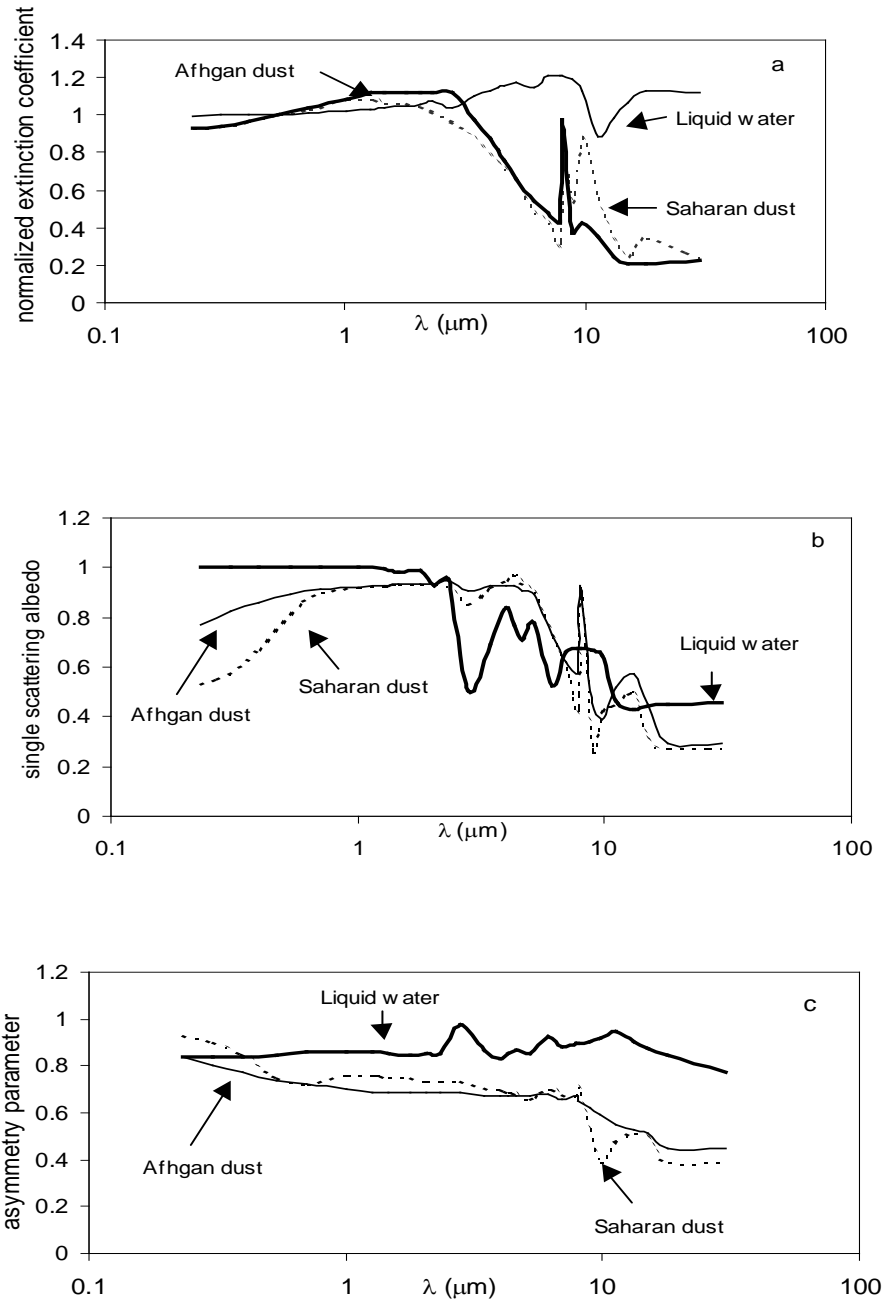 a
normalized extinction coefficient
1.4
1.2
1
0.8
0.6
0.4
0.2
0
Afhgan dust
Liquid water
Saharan dust
0.1 1 10 100
λ (μm)
b
single scattering albedo
1.2
1
0.8
0.6
0.4
0.2
0
Liquid water
Saharan dust
Afhgan dust
0.1 1 10 100
λ (μm)
c
asymmetry parameter
1.2
1
0.8
0.6
0.4
0.2
0
Liquid water
Afhgan dust
Saharan dust
0.1 1 10 100
λ (μm)